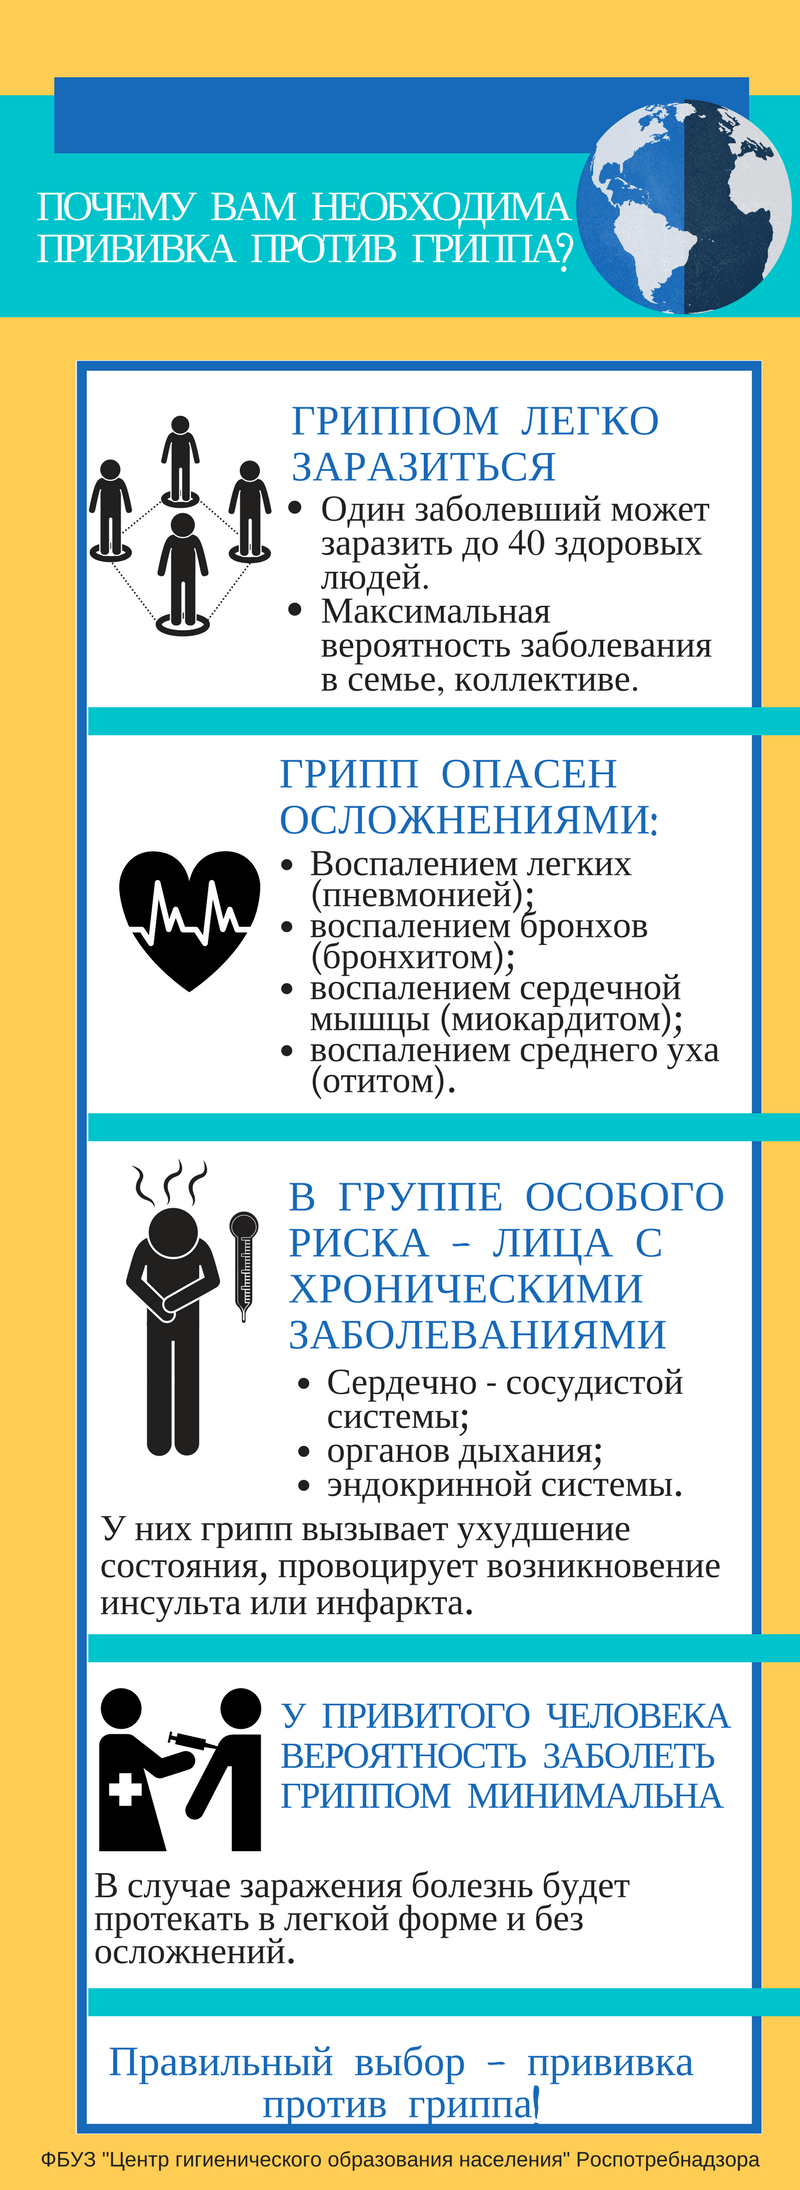 ПОЧЕМУ ВАМ НЕОБХОДИМА
ПРИВИВКА ПРОТИВ ГРИППА?
ГРИППОМ ЛЕГКО
ЗАРАЗИТЬСЯ
• Один заболевший может
заразить до 40 здоровых
людей.
• Максимальная
вероятность заболевания
в семье, коллективе.
ГРИПП ОПАСЕН
ОСЛОЖНЕНИЯМИ:
• Воспалением легких
(пневмонией);
• воспалением бронхов
(бронхитом);
• воспалением сердечной
мышцы (миокардитом);
• воспалением среднего уха
(отитом).
В ГРУППЕ ОСОБОГО
РИСКА – ЛИЦА С
ХРОНИЧЕСКИМИ
ЗАБОЛЕВАНИЯМИ
• Сердечно - сосудистой
системы;
• органов дыхания;
• эндокринной системы.
У них грипп вызывает ухудшение
состояния, провоцирует возникновение
инсульта или инфаркта.
У ПРИВИТОГО ЧЕЛОВЕКА
ВЕРОЯТНОСТЬ ЗАБОЛЕТЬ
ГРИППОМ МИНИМАЛЬНА
В случае заражения болезнь будет
протекать в легкой форме и без
осложнений.
Правильный выбор – прививка
против гриппа!
ФБУЗ "Центр гигиенического образования населения" Роспотребнадзора